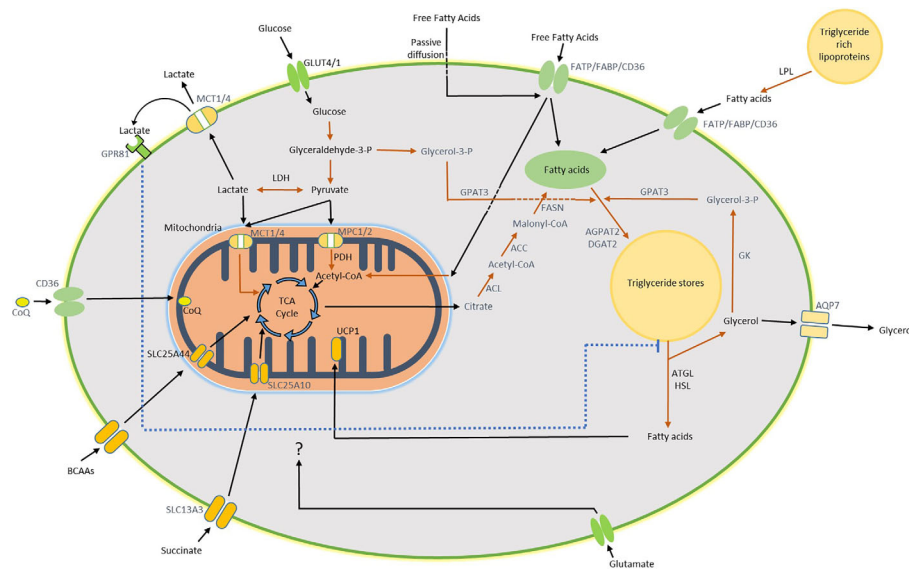 Free Fatty Acids
Glucose
Passive
diffusion
Free Fatty Acids
Triglyceride
rich
lipoproteins
GLUT4/1
FATP/FABP/CD36
LPL
Lactate
MCT1/4
Fatty acids
Glucose
FATP/FABP/CD36
Lactate
GPR81
Glyceraldehyde-3-P
Glycerol-3-P
Fatty acids
LDH
Lactate
Pyruvate
GPAT3
GPAT3
Glycerol-3-P
FASN
Malonyl-CoA
Mitochondria
MCT1/4
MPC1/2
AGPAT2
DGAT2
ACC
PDH
Acetyl-CoA
GK
Acetyl-CoA
ACL
CD36
CoQ
CoQ
TCA
Cycle
Citrate
Triglyceride stores
AQP7
Glycerol
Glycero
UCP1
SLC25A44
SLC25A10
ATGL
HSL
Fatty acids
?
BCAAs
SLC13A3
Succinate
Glutamate